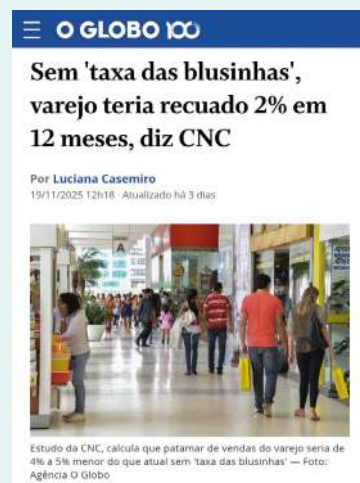 O GLOBO 100
Sem 'taxa das blusinhas',
varejo teria recuado 2% em
12 meses, diz CNC
Por Luciana Casemiro
19/11/2025 12h18 · Atualizado há 3 dias
A
Estudo da CNC, calcula que patamar de vendas do varejo seria de
4% a 5% menor do que atual sem 'taxa das blusinhas' — Foto:
Agência O Globo